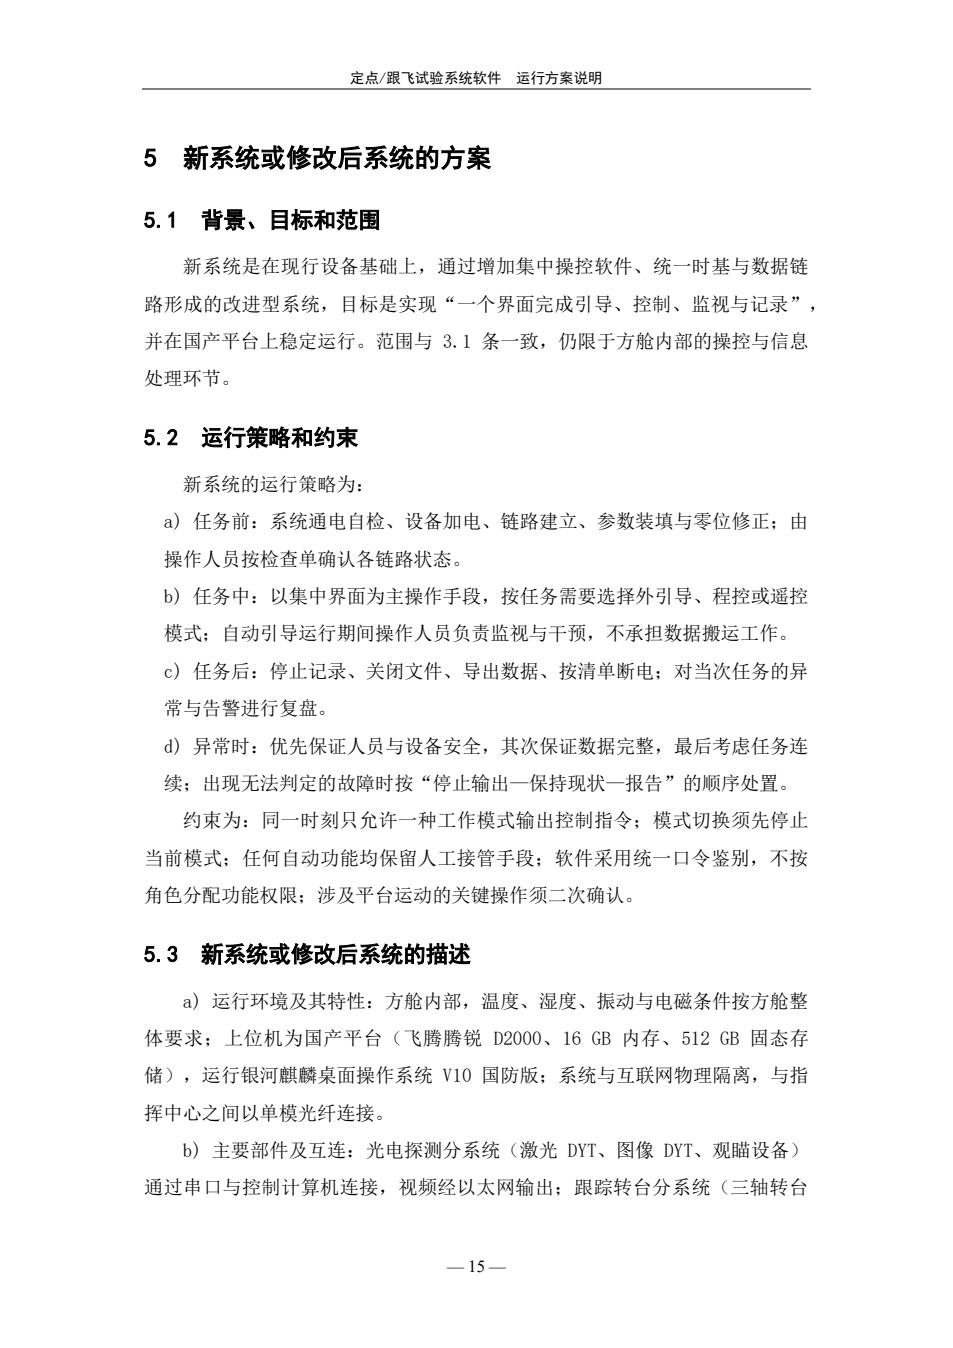 定点/跟飞试验系统软件　运行方案说明
5　新系统或修改后系统的方案
5.1　背景、目标和范围
新系统是在现行设备基础上，通过增加集中操控软件、统一时基与数据链
路形成的改进型系统，目标是实现“一个界面完成引导、控制、监视与记录”，
并在国产平台上稳定运行。范围与 3.1 条一致，仍限于方舱内部的操控与信息
处理环节。
5.2　运行策略和约束
新系统的运行策略为：
a) 任务前：系统通电自检、设备加电、链路建立、参数装填与零位修正；由
操作人员按检查单确认各链路状态。
b) 任务中：以集中界面为主操作手段，按任务需要选择外引导、程控或遥控
模式；自动引导运行期间操作人员负责监视与干预，不承担数据搬运工作。
c) 任务后：停止记录、关闭文件、导出数据、按清单断电；对当次任务的异
常与告警进行复盘。
d) 异常时：优先保证人员与设备安全，其次保证数据完整，最后考虑任务连
续；出现无法判定的故障时按“停止输出—保持现状—报告”的顺序处置。
约束为：同一时刻只允许一种工作模式输出控制指令；模式切换须先停止
当前模式；任何自动功能均保留人工接管手段；软件采用统一口令鉴别，不按
角色分配功能权限；涉及平台运动的关键操作须二次确认。
5.3　新系统或修改后系统的描述
a) 运行环境及其特性：方舱内部，温度、湿度、振动与电磁条件按方舱整
体要求；上位机为国产平台（飞腾腾锐 D2000、16 GB 内存、512 GB 固态存
储），运行银河麒麟桌面操作系统 V10 国防版；系统与互联网物理隔离，与指
挥中心之间以单模光纤连接。
b) 主要部件及互连：光电探测分系统（激光 DYT、图像 DYT、观瞄设备）
通过串口与控制计算机连接，视频经以太网输出；跟踪转台分系统（三轴转台
— 15 —